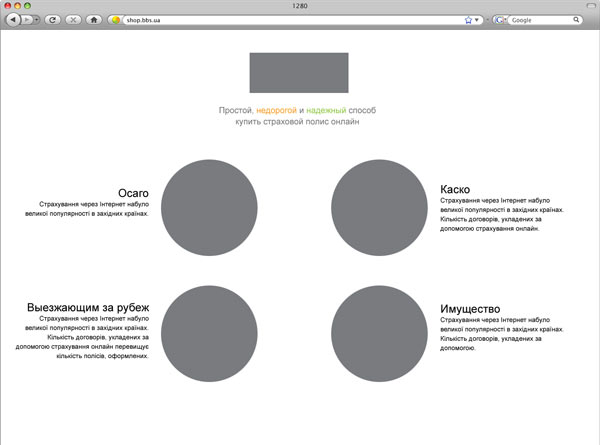 1280
shop.bbs.ua
Google
Простой, недорогой и надежный способ
купить страховой полис онлайн
Осаго
Страхування через Інтернет набуло
великої популярності в західних країнах.
Каско
Страхування через Інтернет набуло
великої популярності в західних країнах.
Кількість договорів, укладених за
допомогою страхування онлайн.
Выезжающим за рубеж
Страхування через Інтернет набуло
великої популярності в західних країнах.
Кількість договорів, укладених за
допомогою страхування онлайн перевищує
кількість полісів, оформлених.
Имущество
Страхування через Інтернет набуло
великої популярності в західних країнах.
Кількість договорів, укладених за
допомогою.